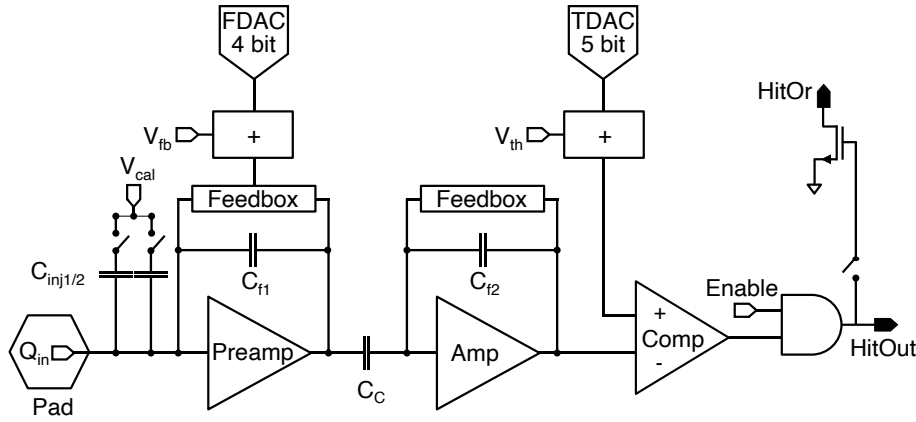 FDAC
4 bit
TDAC
5 bit
HitOr
V_fb
+
V_th
+
V_cal
Feedbox
Feedbox
C_inj1/2
C_f1
C_f2
Enable
Q_in
Preamp
Amp
+
Comp
-
HitOut
C_C
Pad